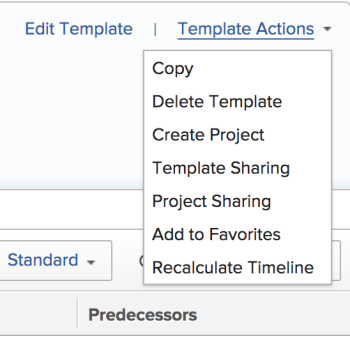 Edit Template | Template Actions
Copy
Delete Template
Create Project
Template Sharing
Project Sharing
Add to Favorites
Recalculate Timeline
Standard
Predecessors